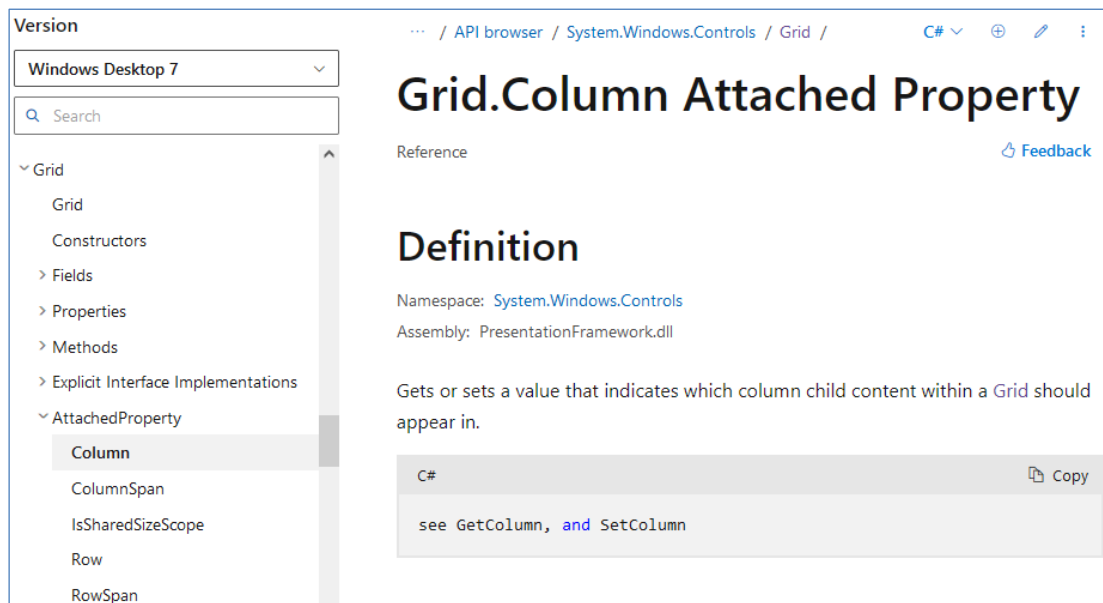 Version
Windows Desktop 7
Search
Grid
Grid
Constructors
Fields
Properties
Methods
Explicit Interface Implementations
AttachedProperty
Column
ColumnSpan
IsSharedSizeScope
Row
RowSpan
··· / API browser / System.Windows.Controls / Grid /
C#
Grid.Column Attached Property
Reference
Feedback
Definition
Namespace: System.Windows.Controls
Assembly: PresentationFramework.dll
Gets or sets a value that indicates which column child content within a Grid should
appear in.
C#
Copy
see GetColumn, and SetColumn